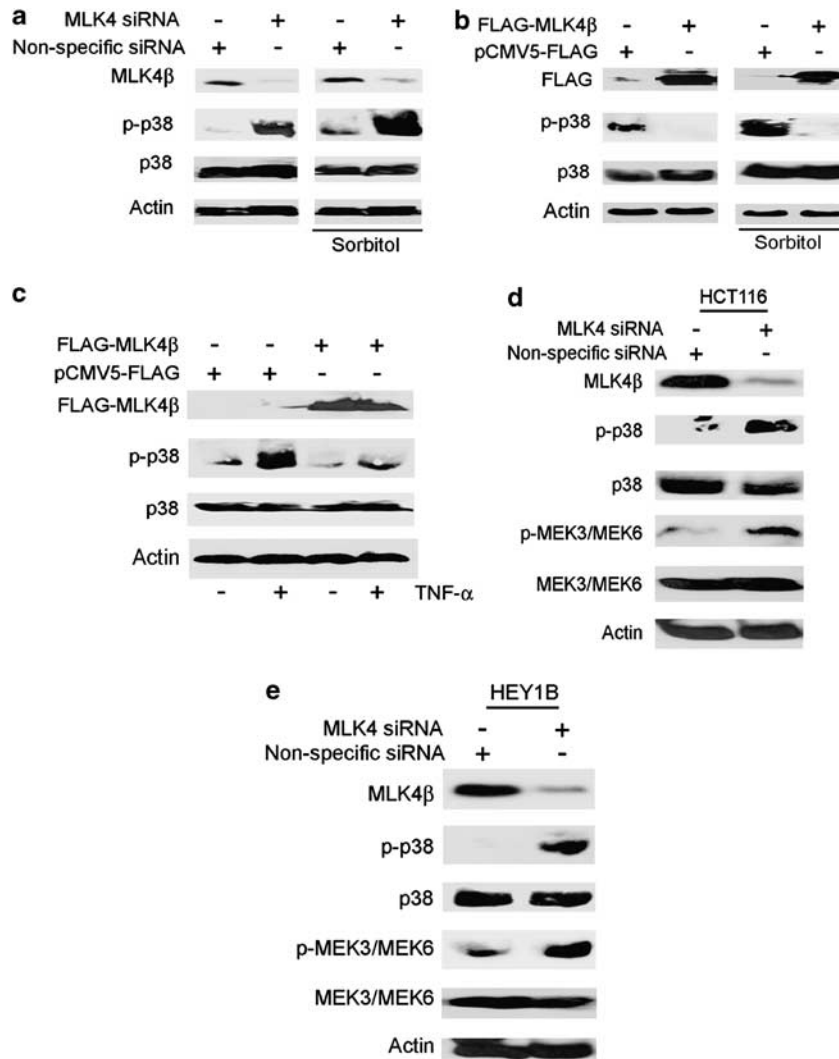 a
MLK4 siRNA - + - +
Non-specific siRNA + - + -
MLK4β
p-p38
p38
Actin
Sorbitol
b
FLAG-MLK4β - + - +
pCMV5-FLAG + - + -
FLAG
p-p38
p38
Actin
Sorbitol
c
FLAG-MLK4β - - + +
pCMV5-FLAG + + - -
FLAG-MLK4β
p-p38
p38
Actin
- + - + TNF-α
d
HCT116
MLK4 siRNA - +
Non-specific siRNA + -
MLK4β
p-p38
p38
p-MEK3/MEK6
MEK3/MEK6
Actin
e
HEY1B
MLK4 siRNA - +
Non-specific siRNA + -
MLK4β
p-p38
p38
p-MEK3/MEK6
MEK3/MEK6
Actin